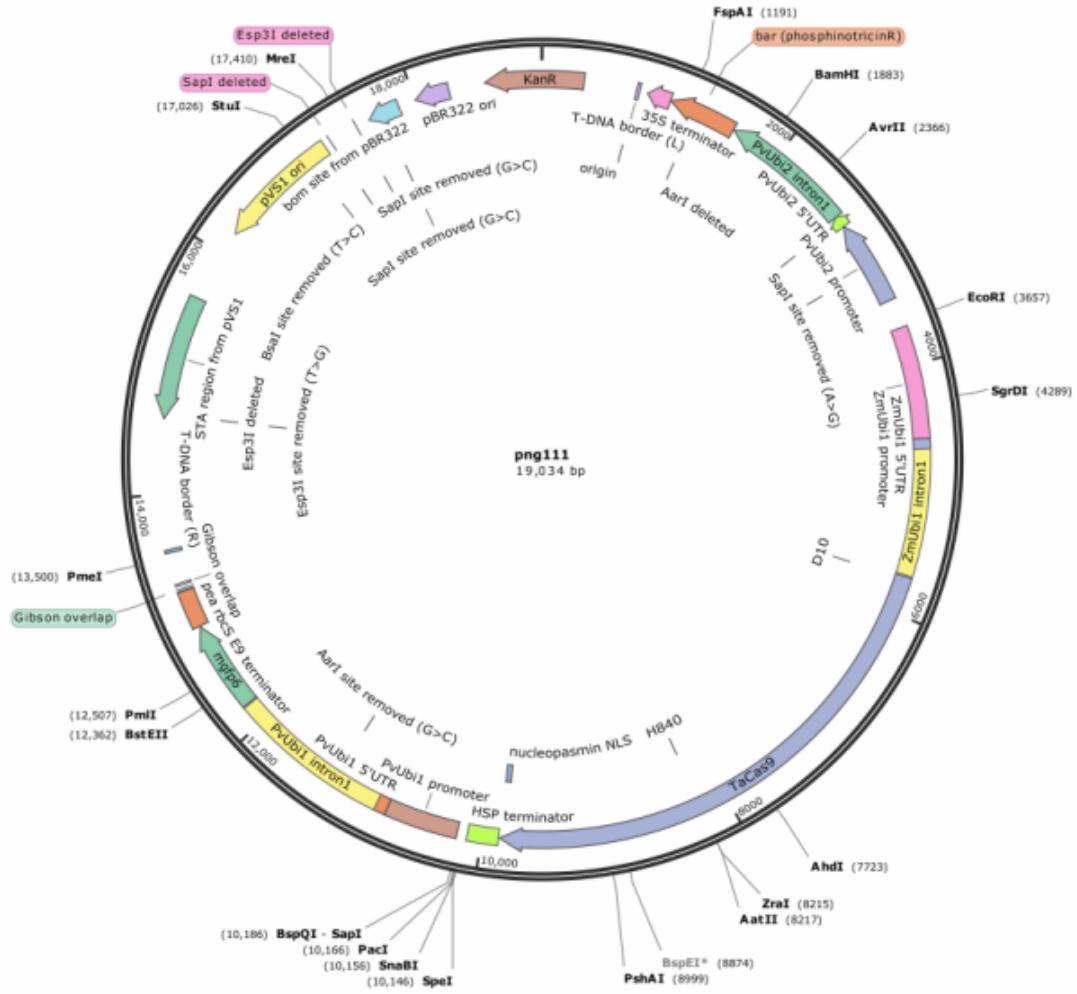 FspAI (1191)
Esp3I deleted
bar (phosphinotricinR)
(17,410) MreI
BamHI (1883)
SapI deleted
18,000
KanR
(17,026) StuI
pBR322 ori
T-DNA border (L)
35S terminator
2000
AvrII (2366)
bom site from pBR322
origin
PvUbi2 intron1
pVS1 ori
SapI site removed (G>C)
AarI deleted
PvUbi2 5'UTR
SapI site removed (G>C)
PvUbi2 promoter
16,000
BsaI site removed (T>C)
SapI site removed (A>G)
EcoRI (3657)
4000
STA region from pVS1
Esp3I deleted
Esp3I site removed (T>G)
SgrDI (4289)
ZmUbi1 5'UTR
ZmUbi1 promoter
png111
19,034 bp
T-DNA border (R)
ZmUbi1 intron1
14,000
D10
Gibson overlap
(13,500) PmeI
6000
Gibson overlap
pea rbcS E9 terminator
mgfp6
AarI site removed (G>C)
(12,507) PmlI
(12,362) BstEII
12,000
H840
nucleopasmin NLS
PvUbi1 intron1
PvUbi1 5'UTR
PvUbi1 promoter
TaCas9
HSP terminator
8000
10,000
AhdI (7723)
ZraI (8215)
AatII (8217)
(10,186) BspQI - SapI
(10,166) PacI
(10,156) SnaBI
(10,146) SpeI
BspEI* (8874)
PshAI (8999)